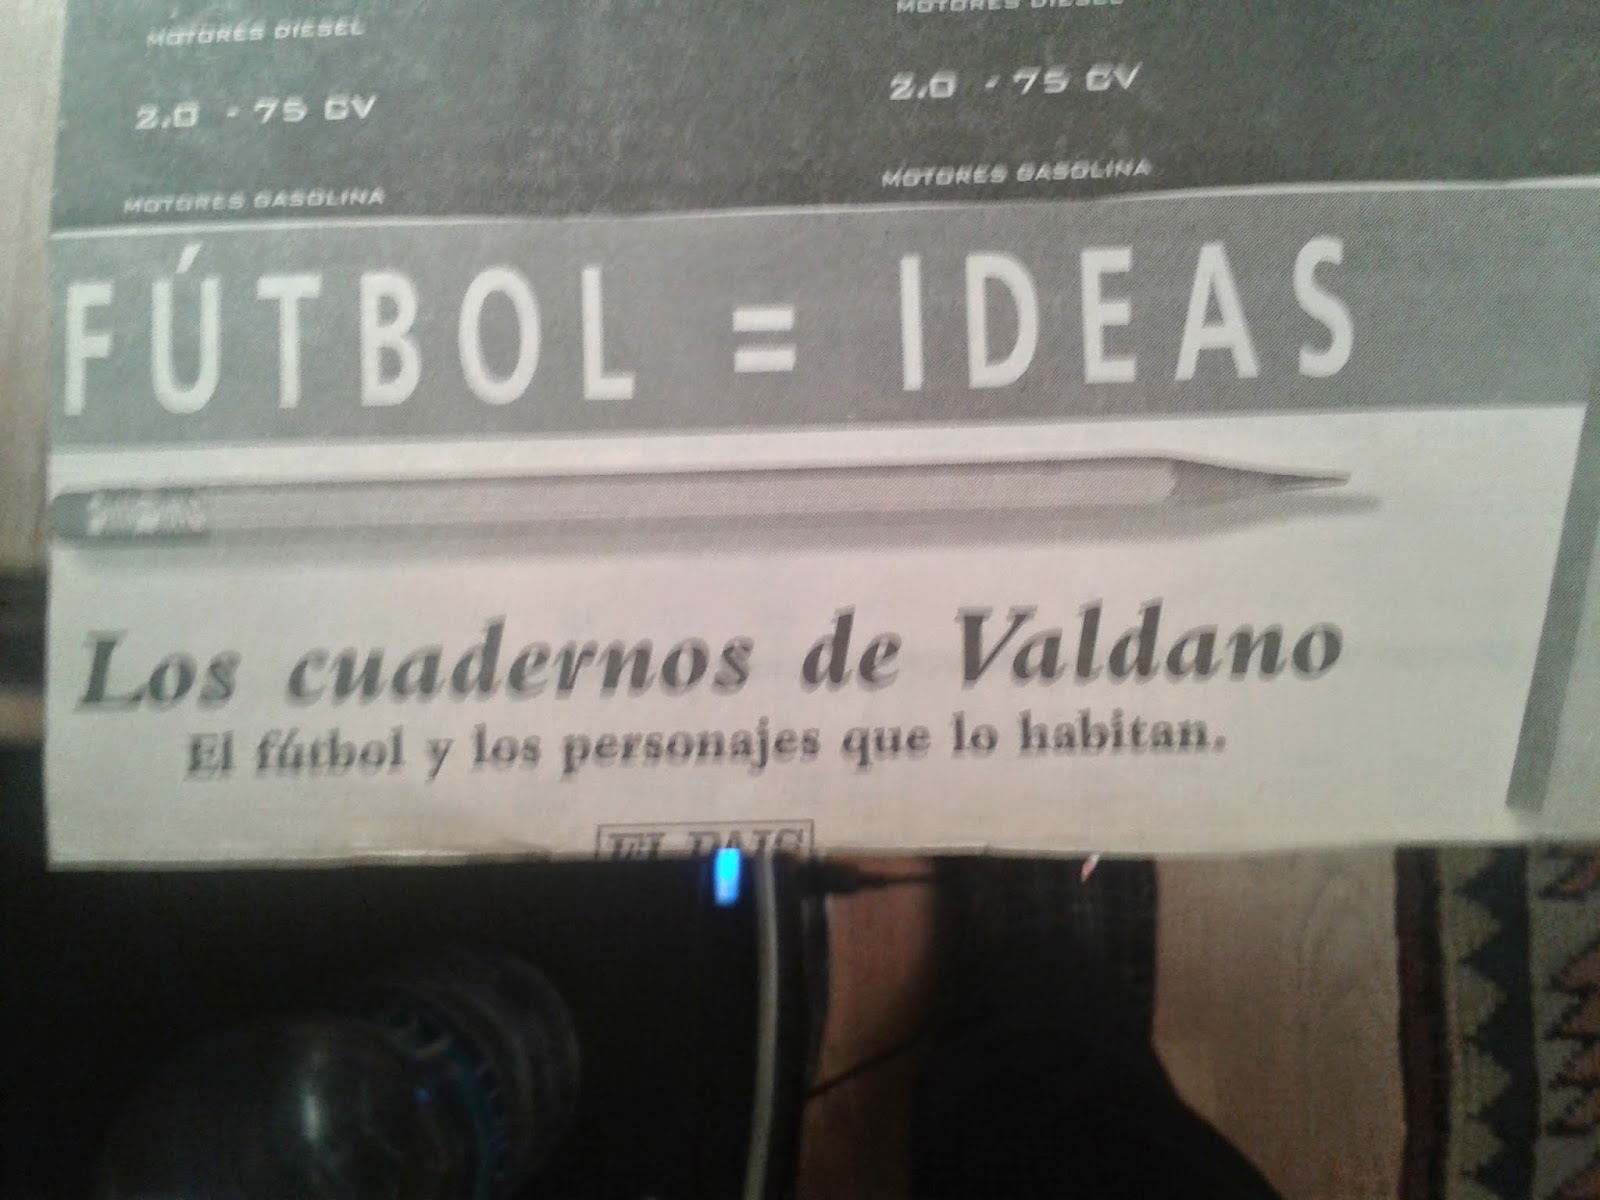 MOTORES DIESEL
MOTORES DIESEL
2.0 - 75 CV
2.0 - 75 CV
MOTORES GASOLINA
MOTORES GASOLINA
FÚTBOL = IDEAS
Los cuadernos de Valdano
El fútbol y los personajes que lo habitan.
EL PAIS